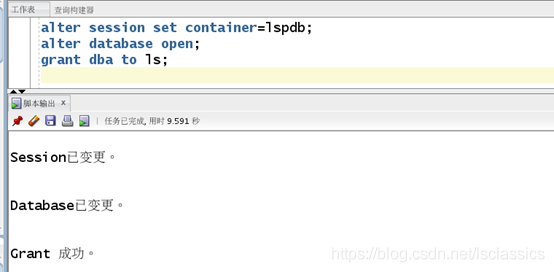 工作表 查询构建器
alter session set container=lspdb;
alter database open;
grant dba to ls;
脚本输出 x
任务已完成, 用时 9.591 秒
Session已变更。
Database已变更。
Grant 成功。
https://blog.csdn.net/lsclassics